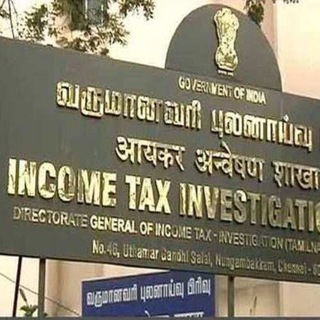 GOVERNMENT OF INDIA
வருமானவரி புலனாய்வு
आयकर अन्वेषण शाखा
INCOME TAX INVESTIGATIO
DIRECTORATE GENERAL OF INCOME TAX - INVESTIGATION (TAMILNA
No.46, Uthamar Gandhi Salai, Nungambakkam, Chennai - 60
வருமானவரி புலனாய்வு பிரிவு